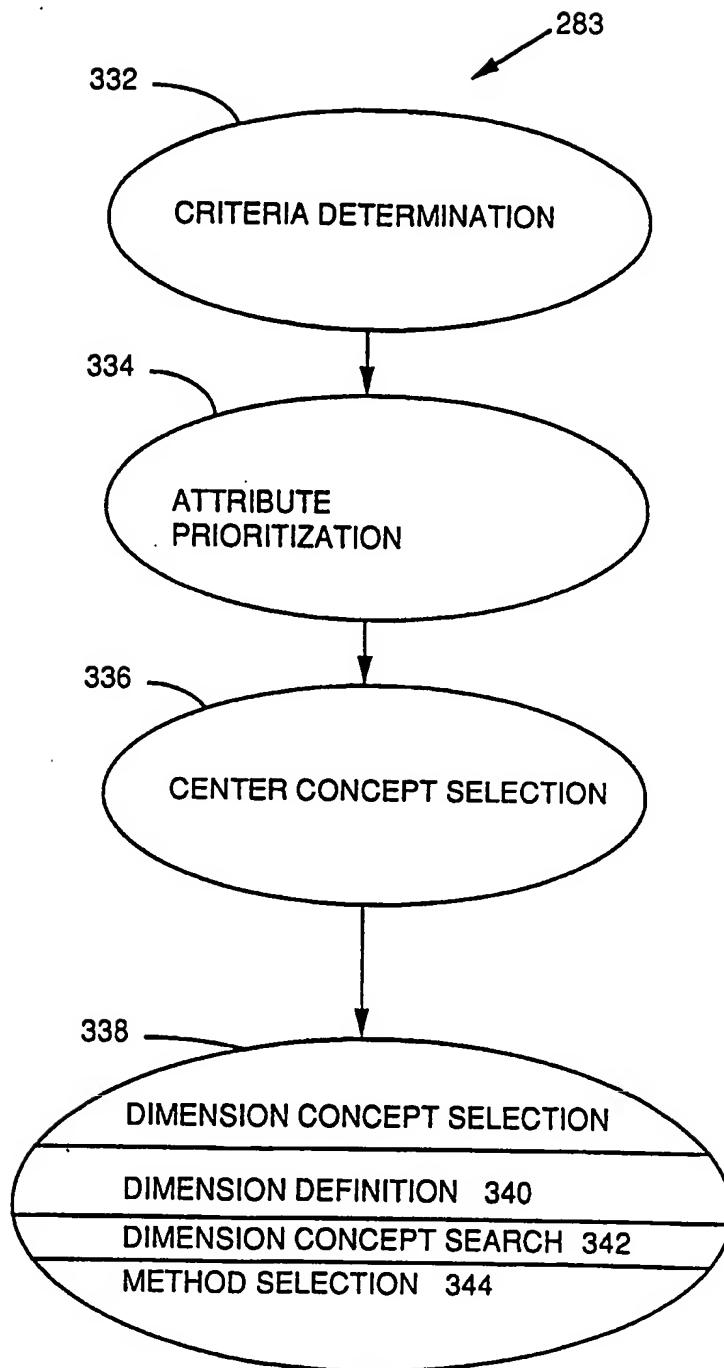 283
332
CRITERIA DETERMINATION
334
ATTRIBUTE
PRIORITIZATION
336
CENTER CONCEPT SELECTION
338
DIMENSION CONCEPT SELECTION
DIMENSION DEFINITION 340
DIMENSION CONCEPT SEARCH 342
METHOD SELECTION 344